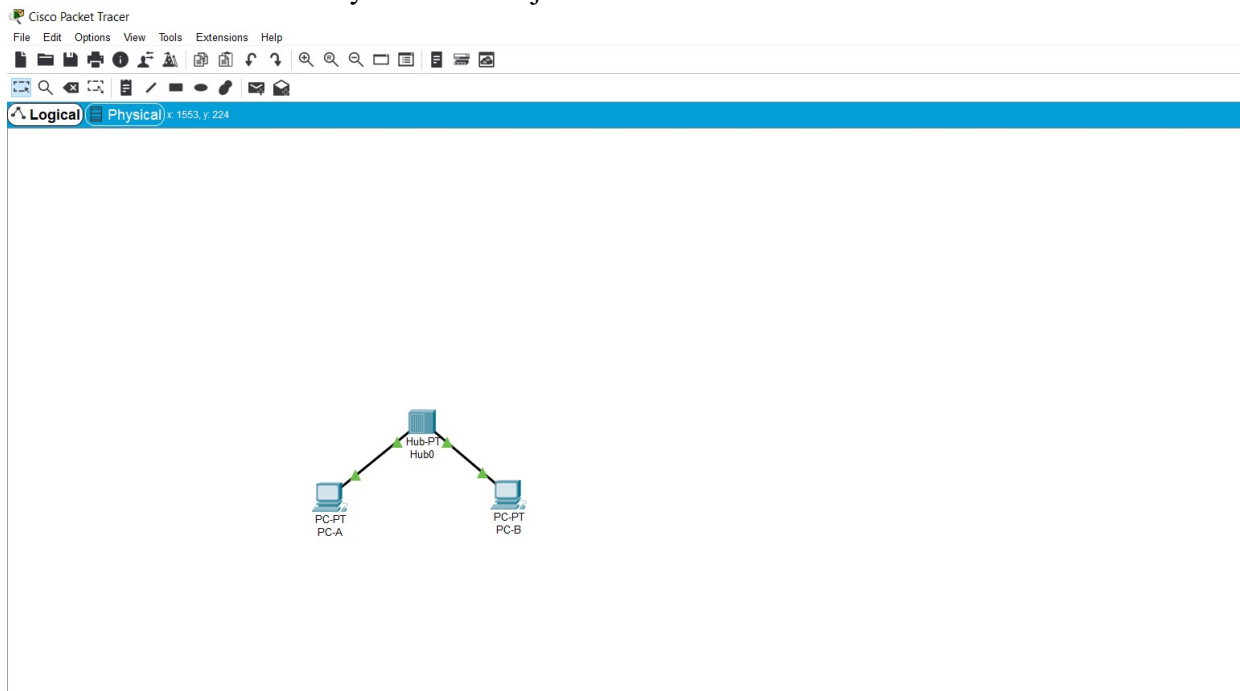 Cisco Packet Tracer
File Edit Options View Tools Extensions Help
Logical Physical x: 1553, y: 224
Hub-PT
Hub0
PC-PT
PC-A
PC-PT
PC-B